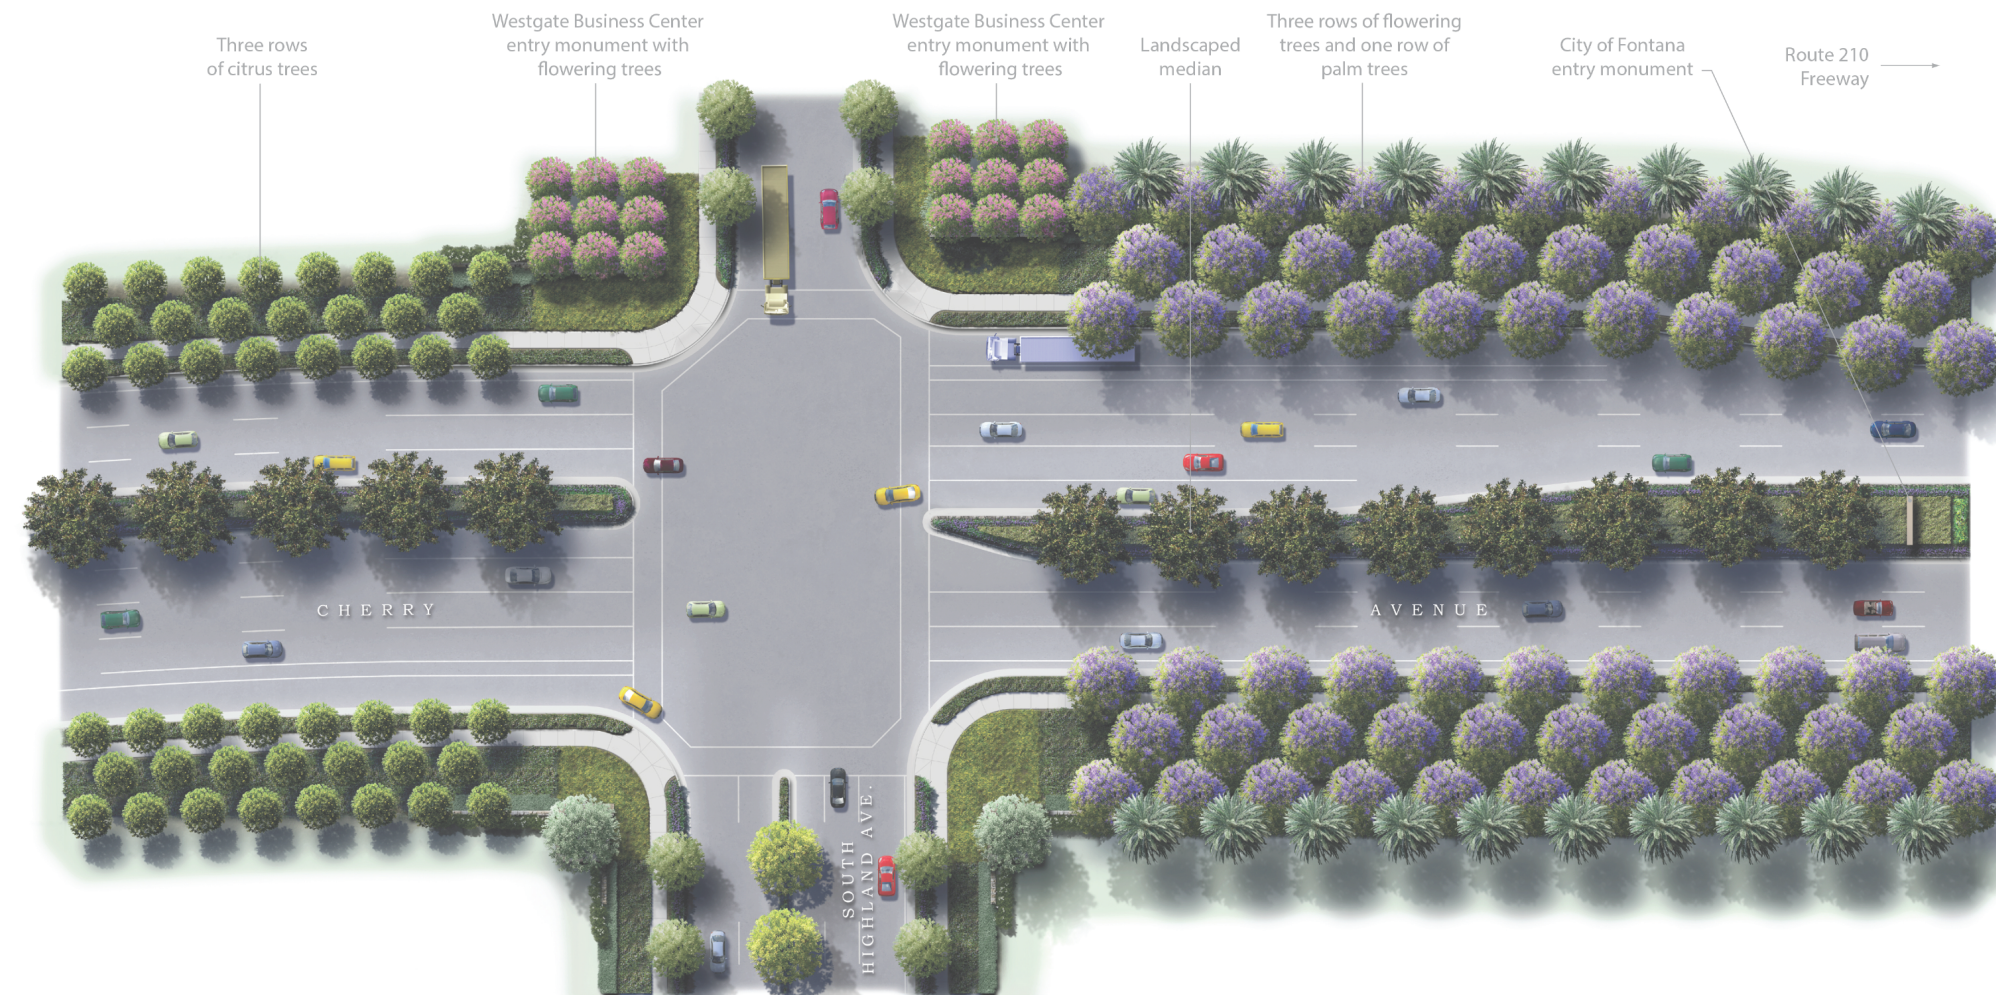 Three rows
of citrus trees
Westgate Business Center
entry monument with
flowering trees
Westgate Business Center
entry monument with
flowering trees
Landscaped
median
Three rows of flowering
trees and one row of
palm trees
City of Fontana
entry monument
Route 210
Freeway
CHERRY
AVENUE
SOUTH
HIGHLAND AVE.